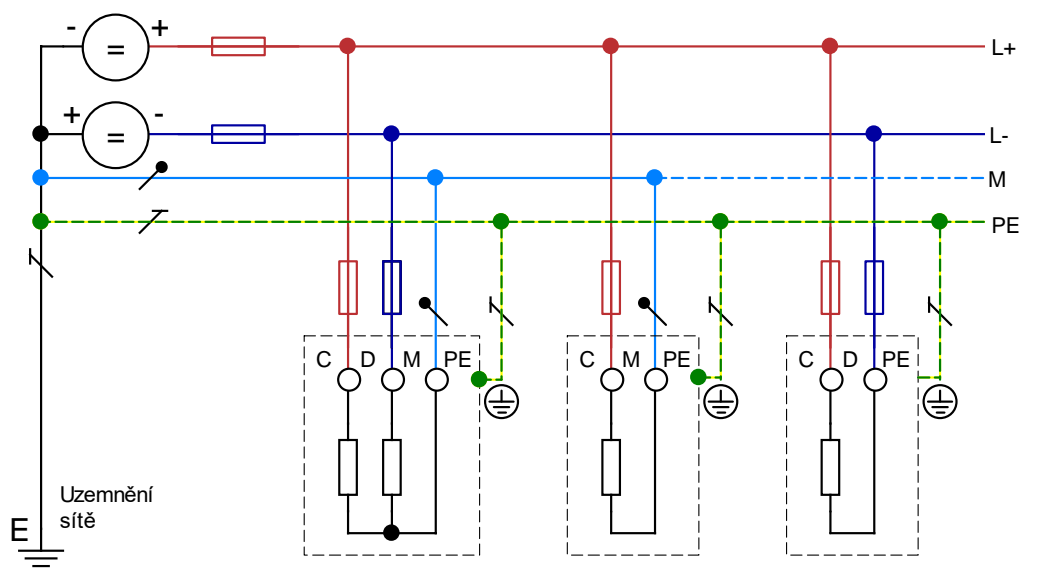 - = +
L+
+ = -
L-
M
PE
C D M PE
C M PE
C D PE
Uzemnění
sítě
E